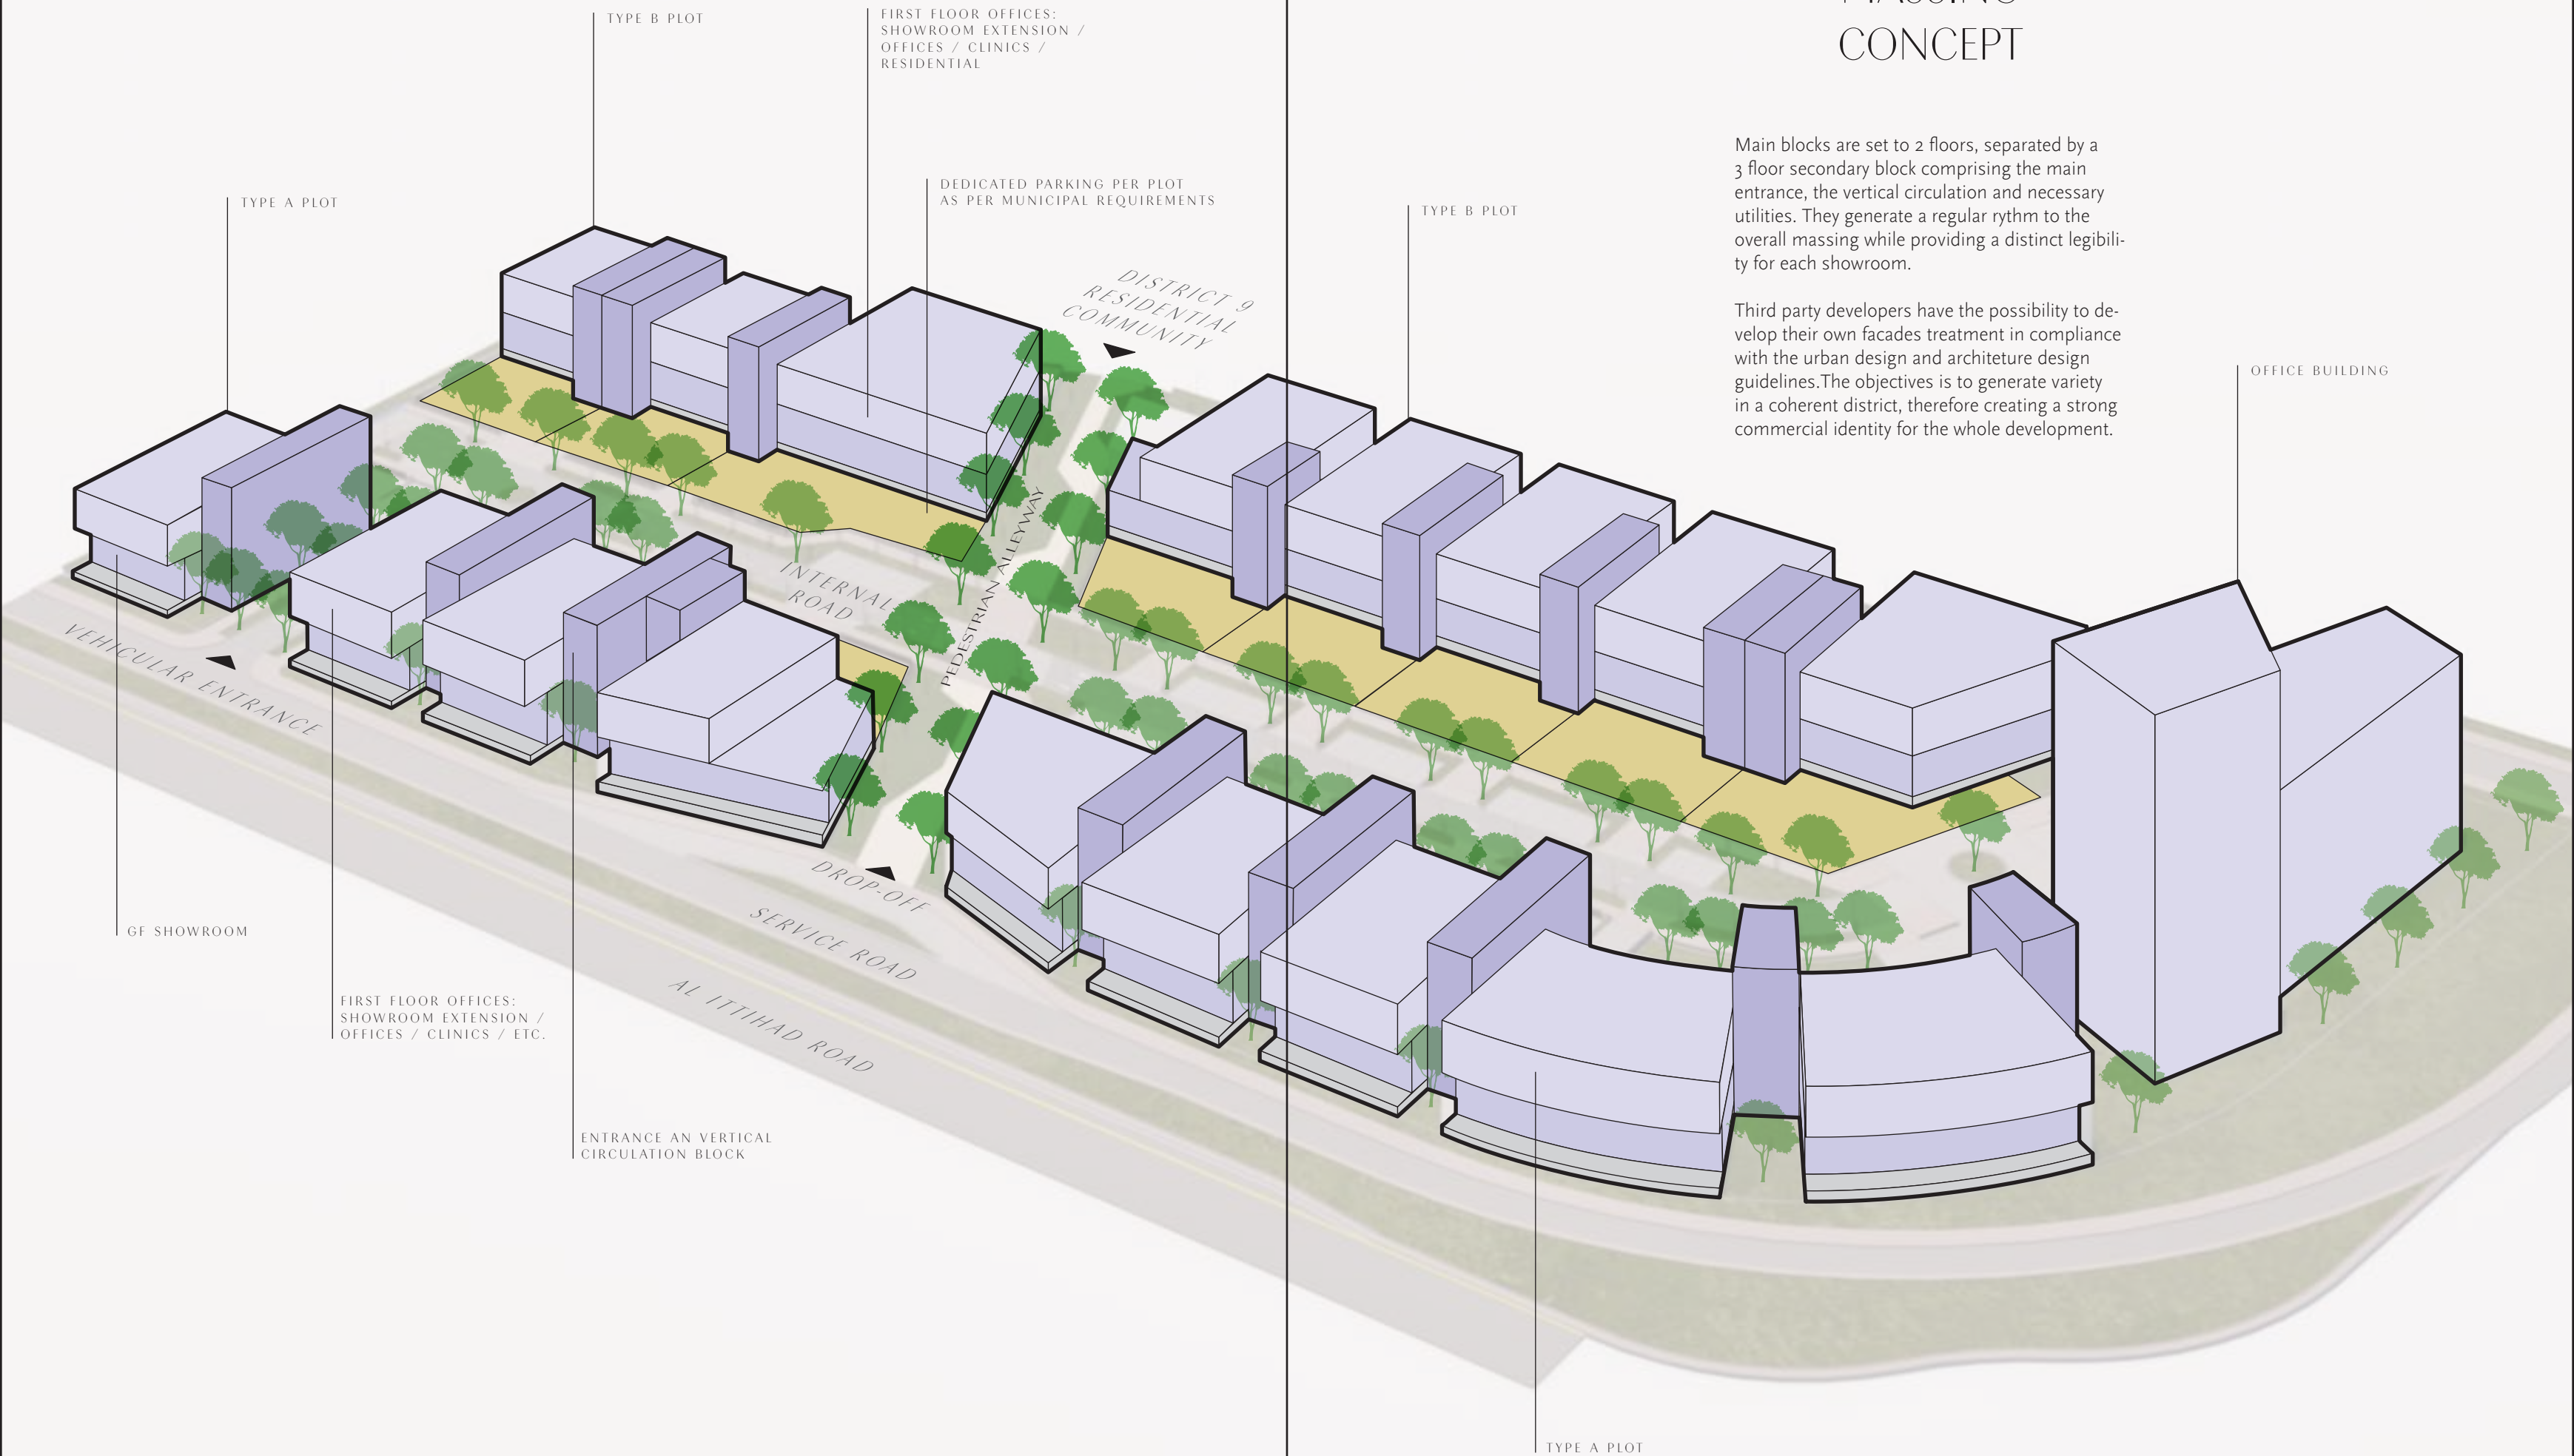 TYPE B PLOT
FIRST FLOOR OFFICES:
SHOWROOM EXTENSION /
OFFICES / CLINICS /
RESIDENTIAL
MASSING
CONCEPT
Main blocks are set to 2 floors, separated by a
3 floor secondary block comprising the main
entrance, the vertical circulation and necessary
utilities. They generate a regular rythm to the
overall massing while providing a distinct legibili-
ty for each showroom.
Third party developers have the possibility to de-
velop their own facades treatment in compliance
with the urban design and architeture design
guidelines.The objectives is to generate variety
in a coherent district, therefore creating a strong
commercial identity for the whole development.
DEDICATED PARKING PER PLOT
AS PER MUNICIPAL REQUIREMENTS
TYPE A PLOT
TYPE B PLOT
DISTRICT 9
RESIDENTIAL
COMMUNITY
OFFICE BUILDING
PEDESTRIAN ALLEYWAY
INTERNAL
ROAD
VEHICULAR ENTRANCE
DROP-OFF
SERVICE ROAD
AL ITTIHAD ROAD
GF SHOWROOM
FIRST FLOOR OFFICES:
SHOWROOM EXTENSION /
OFFICES / CLINICS / ETC.
ENTRANCE AN VERTICAL
CIRCULATION BLOCK
TYPE A PLOT